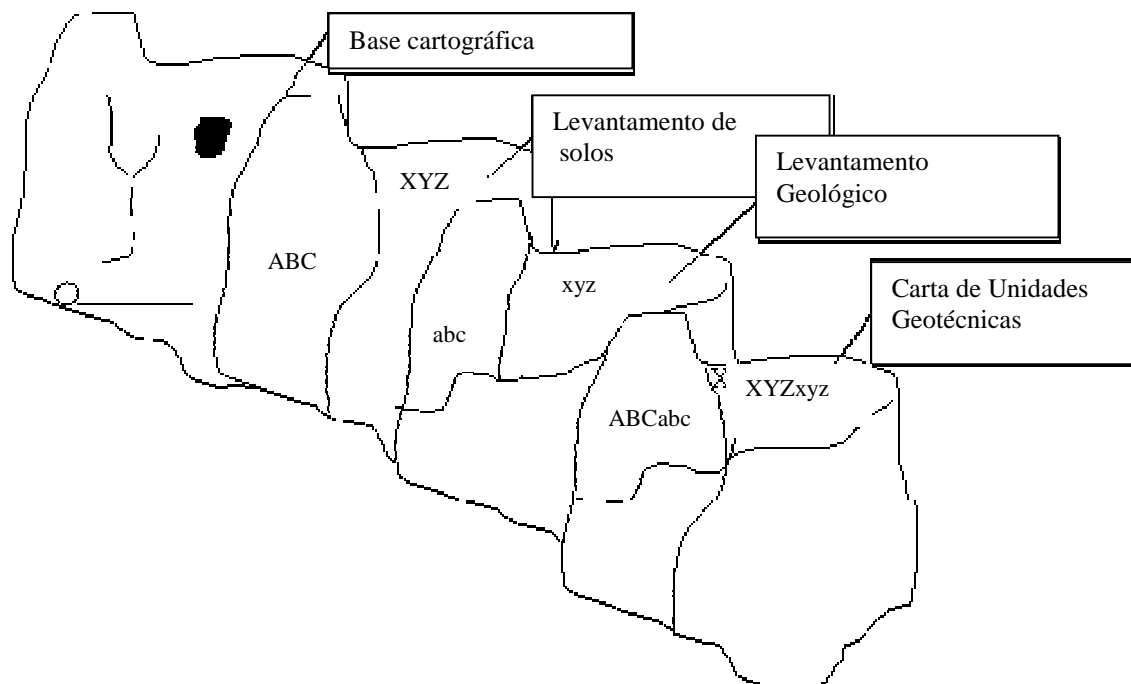 Base cartográfica
Levantamento de
solos
Levantamento
Geológico
XYZ
ABC
xyz
Carta de Unidades
Geotécnicas
abc
XYZxyz
ABCabc